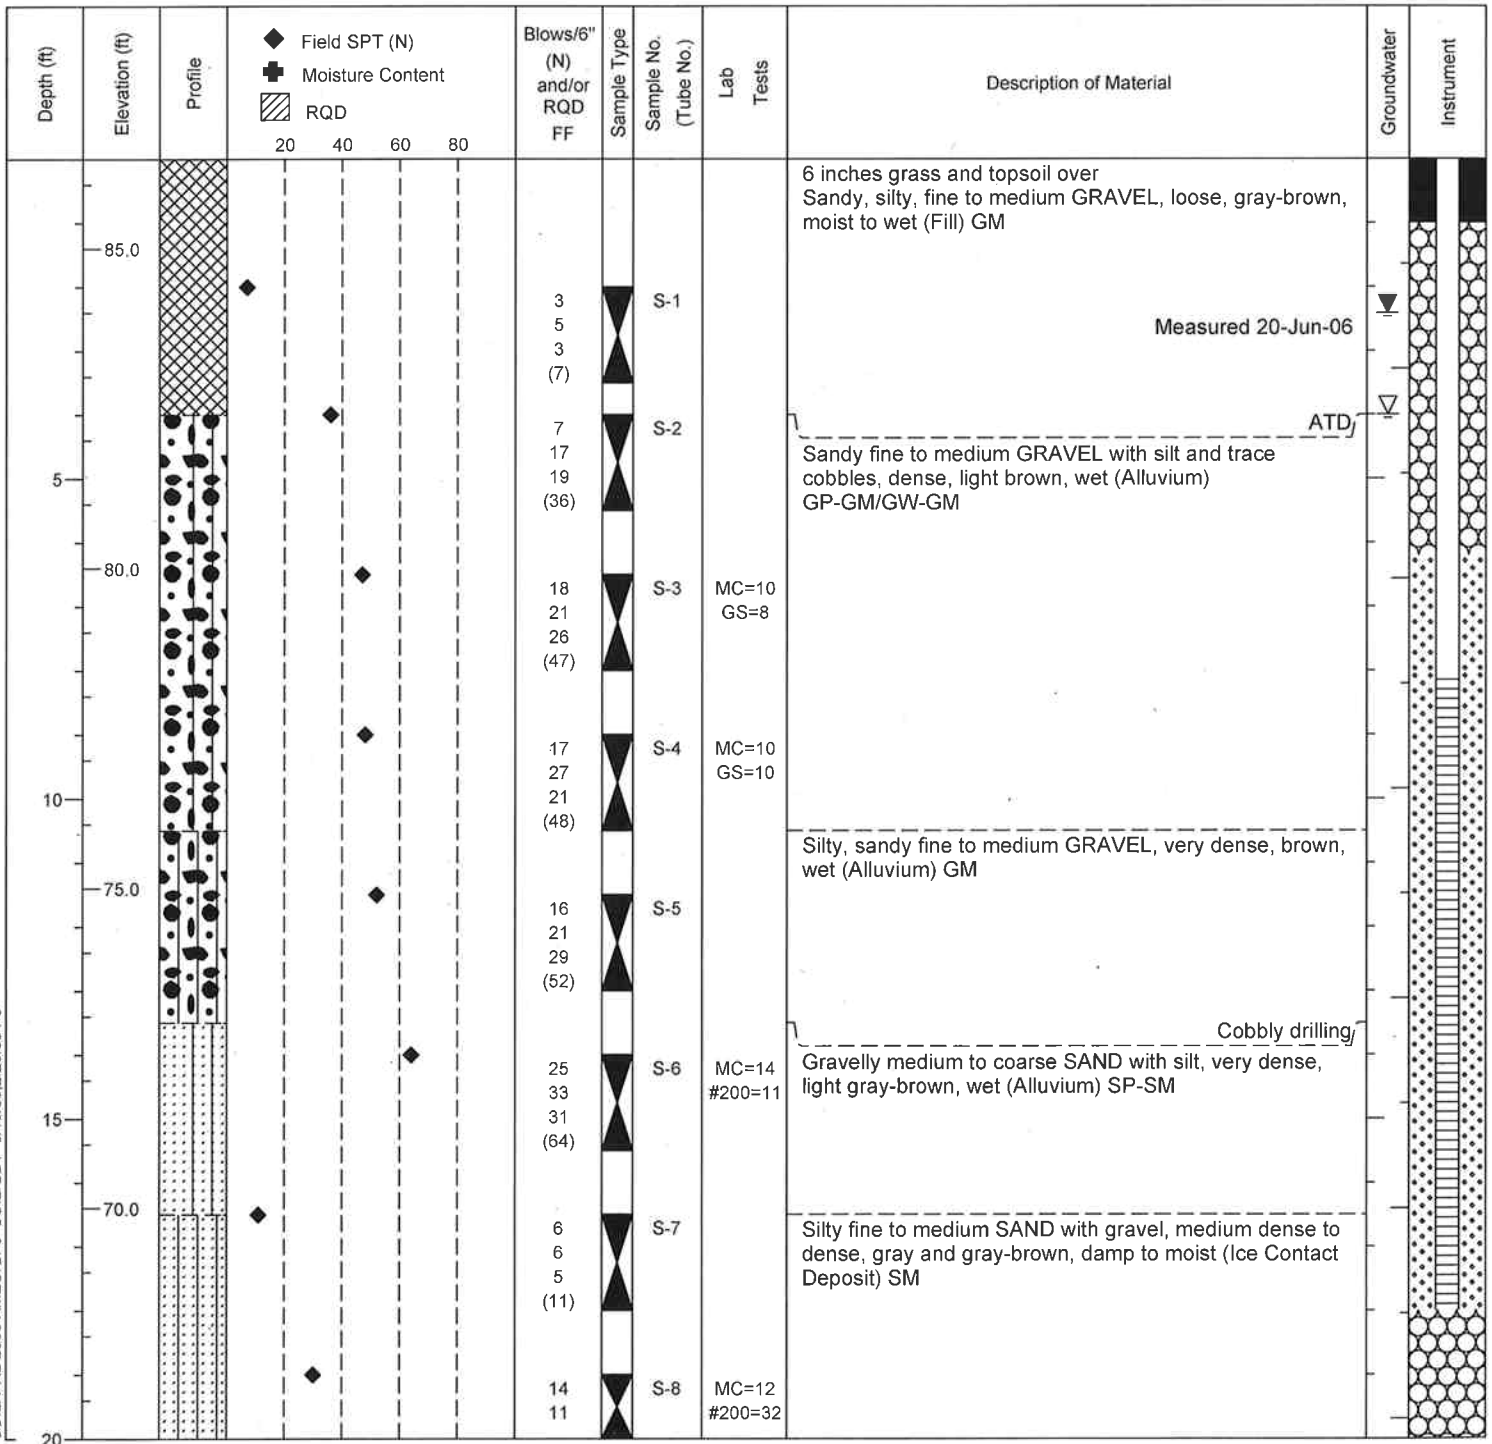 Depth (ft)
Elevation (ft)
Profile
Field SPT (N)
Moisture Content
RQD
20 40 60 80
Blows/6"
(N)
and/or
RQD
FF
Sample Type
Sample No.
(Tube No.)
Lab
Tests
Description of Material
Groundwater
Instrument
6 inches grass and topsoil over
Sandy, silty, fine to medium GRAVEL, loose, gray-brown,
moist to wet (Fill) GM
85.0
3
5
3
(7)
S-1
Measured 20-Jun-06
ATD
7
17
19
(36)
S-2
Sandy fine to medium GRAVEL with silt and trace
cobbles, dense, light brown, wet (Alluvium)
GP-GM/GW-GM
5
80.0
18
21
26
(47)
S-3
MC=10
GS=8
17
27
21
(48)
S-4
MC=10
GS=10
10
Silty, sandy fine to medium GRAVEL, very dense, brown,
wet (Alluvium) GM
75.0
16
21
29
(52)
S-5
Cobbly drilling
25
33
31
(64)
S-6
MC=14
#200=11
Gravelly medium to coarse SAND with silt, very dense,
light gray-brown, wet (Alluvium) SP-SM
15
70.0
6
6
5
(11)
S-7
Silty fine to medium SAND with gravel, medium dense to
dense, gray and gray-brown, damp to moist (Ice Contact
Deposit) SM
14
11
S-8
MC=12
#200=32
20